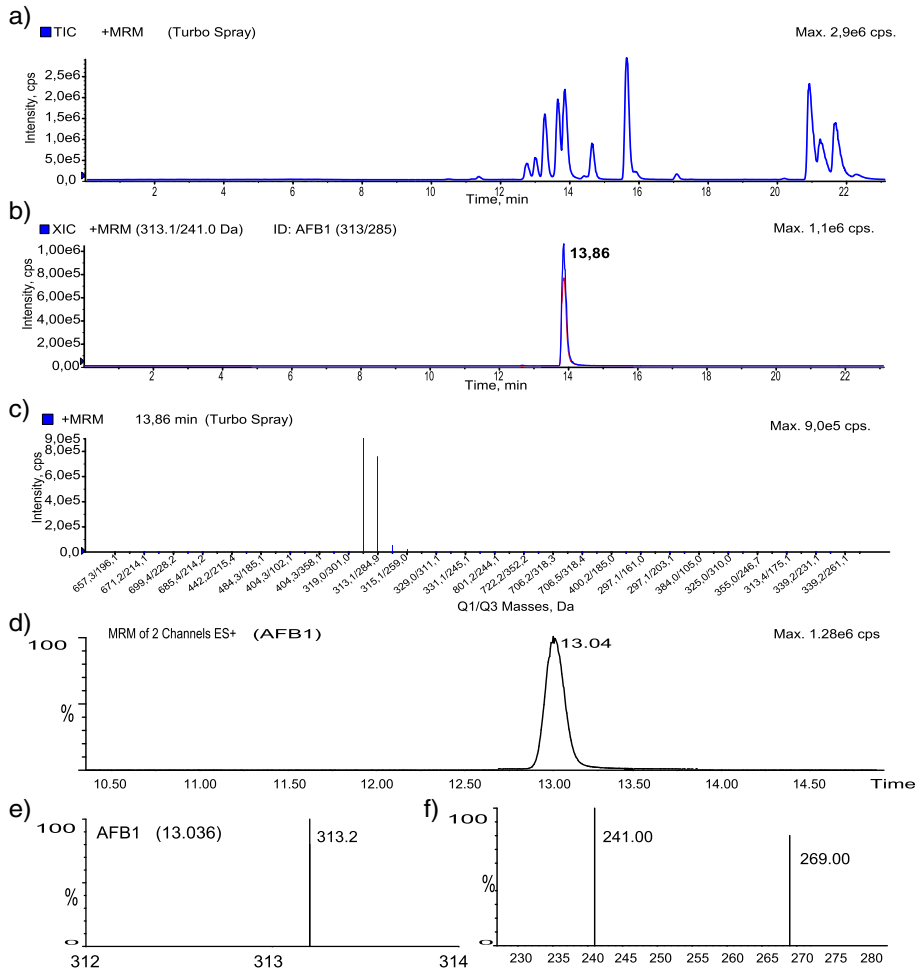 a)
TIC +MRM (Turbo Spray) Max. 2,9e6 cps.
Intensity, cps
2,5e6
2,0e6
1,5e6
1,0e6
5,0e5
0,0
2 4 6 8 10 12 14 16 18 20 22
Time, min
b)
XIC +MRM (313.1/241.0 Da) ID: AFB1 (313/285) Max. 1,1e6 cps.
Intensity, cps
1,00e6
8,00e5
6,00e5
4,00e5
2,00e5
0,00
13,86
2 4 6 8 10 12 14 16 18 20 22
Time, min
c)
+MRM 13,86 min (Turbo Spray) Max. 9,0e5 cps.
Intensity, cps
9,0e5
8,0e5
6,0e5
4,0e5
2,0e5
0,0
657,3/196,1 671,2/214,1 699,4/228,2 685,4/214,2 442,2/215,4 484,3/185,1 404,3/102,1 404,3/358,1 319,0/301,0 313,1/284,9 315,1/259,0 329,0/311,1 331,1/245,1 801,2/244,1 722,2/352,2 706,2/318,3 708,5/318,4 400,2/185,0 297,1/161,0 297,1/203,1 384,0/105,0 325,0/310,0 355,0/246,7 313,4/175,1 339,2/231,1 339,2/261,1
Q1/Q3 Masses, Da
d)
MRM of 2 Channels ES+ (AFB1) Max. 1.28e6 cps
100
%
13.04
10.50 11.00 11.50 12.00 12.50 13.00 13.50 14.00 14.50 Time
e)
100
%
0
AFB1 (13.036)
313.2
312 313 314
f)
100
%
0
241.00
269.00
230 235 240 245 250 255 260 265 270 275 280